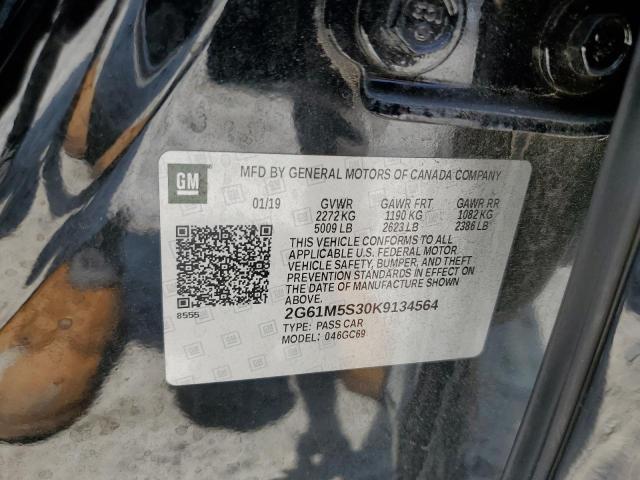 GM
MFD BY GENERAL MOTORS OF CANADA COMPANY
01/19 GVWR GAWR FRT GAWR RR
2272 KG 1190 KG 1082 KG
5009 LB 2623 LB 2386 LB
THIS VEHICLE CONFORMS TO ALL
APPLICABLE U.S. FEDERAL MOTOR
VEHICLE SAFETY, BUMPER, AND THEFT
PREVENTION STANDARDS IN EFFECT ON
THE DATE OF MANUFACTURE SHOWN
ABOVE.
8555 2G61M5S30K9134564
TYPE: PASS CAR
MODEL: 046GC69